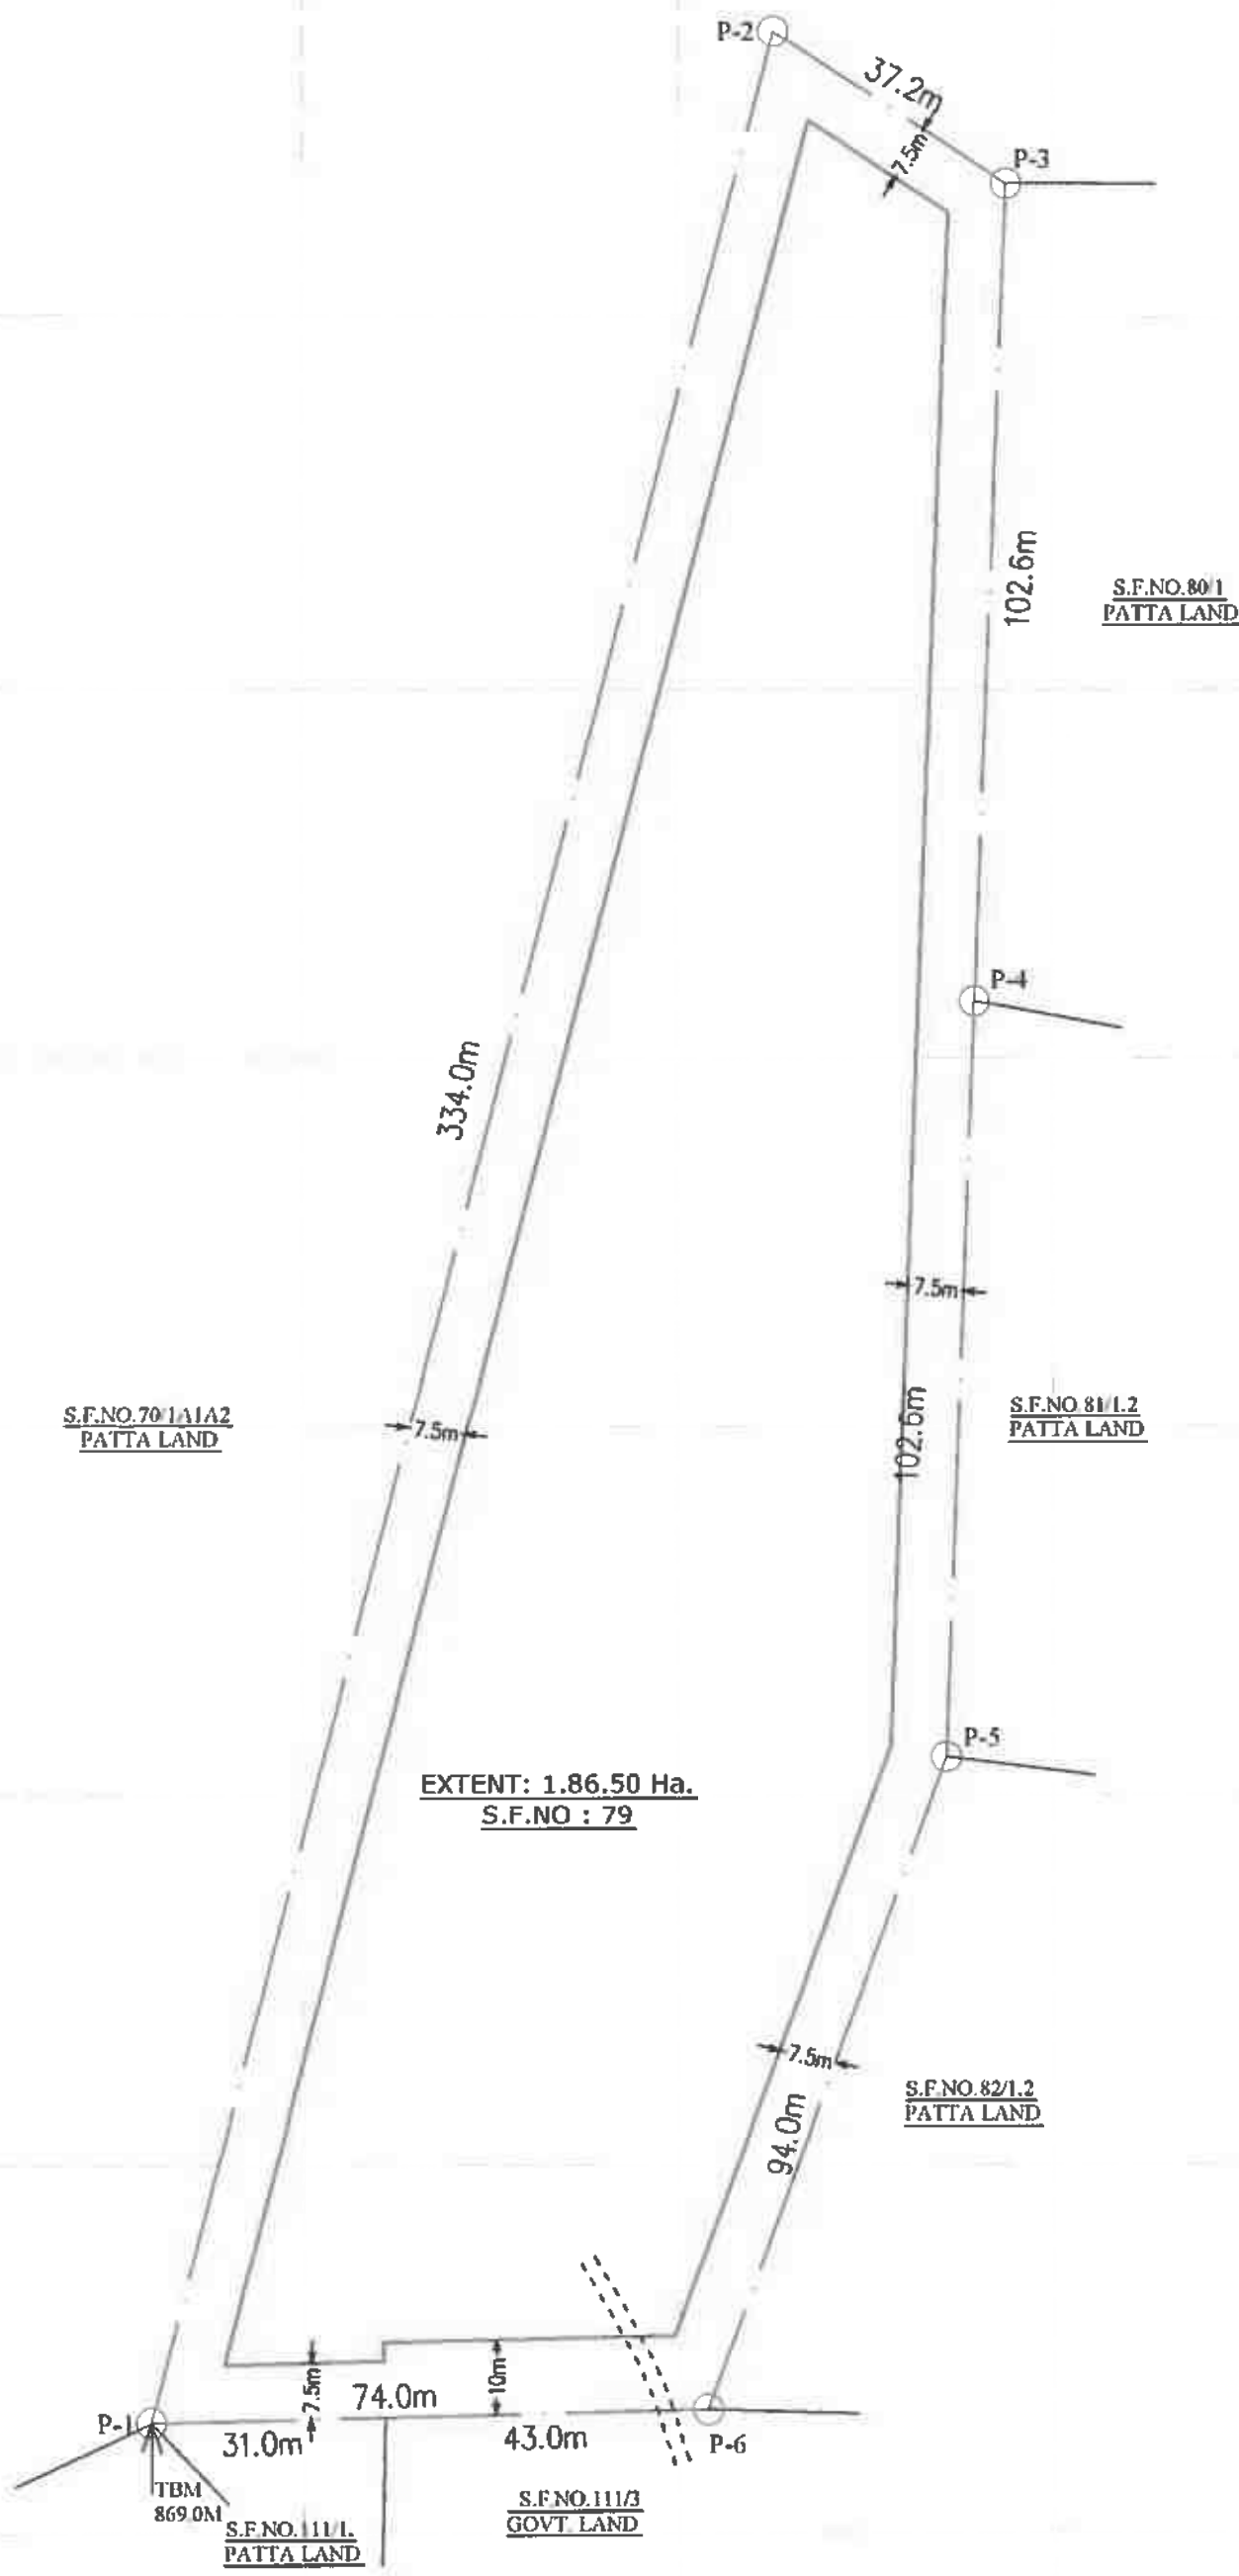 P-2
37.2m
7.5m
P-3
102.6m
S.F.NO.80/1
PATTA LAND
P-4
334.0m
7.5m
S.F.NO.70/1A1A2
PATTA LAND
7.5m
102.6m
S.F.NO.81/1.2
PATTA LAND
P-5
EXTENT: 1.86.50 Ha.
S.F.NO : 79
7.5m
94.0m
S.F.NO.82/1.2
PATTA LAND
7.5m
74.0m
10m
P-1
31.0m
43.0m
P-6
TBM
869.0M
S.F.NO.111/1.
PATTA LAND
S.F.NO.111/3
GOVT. LAND